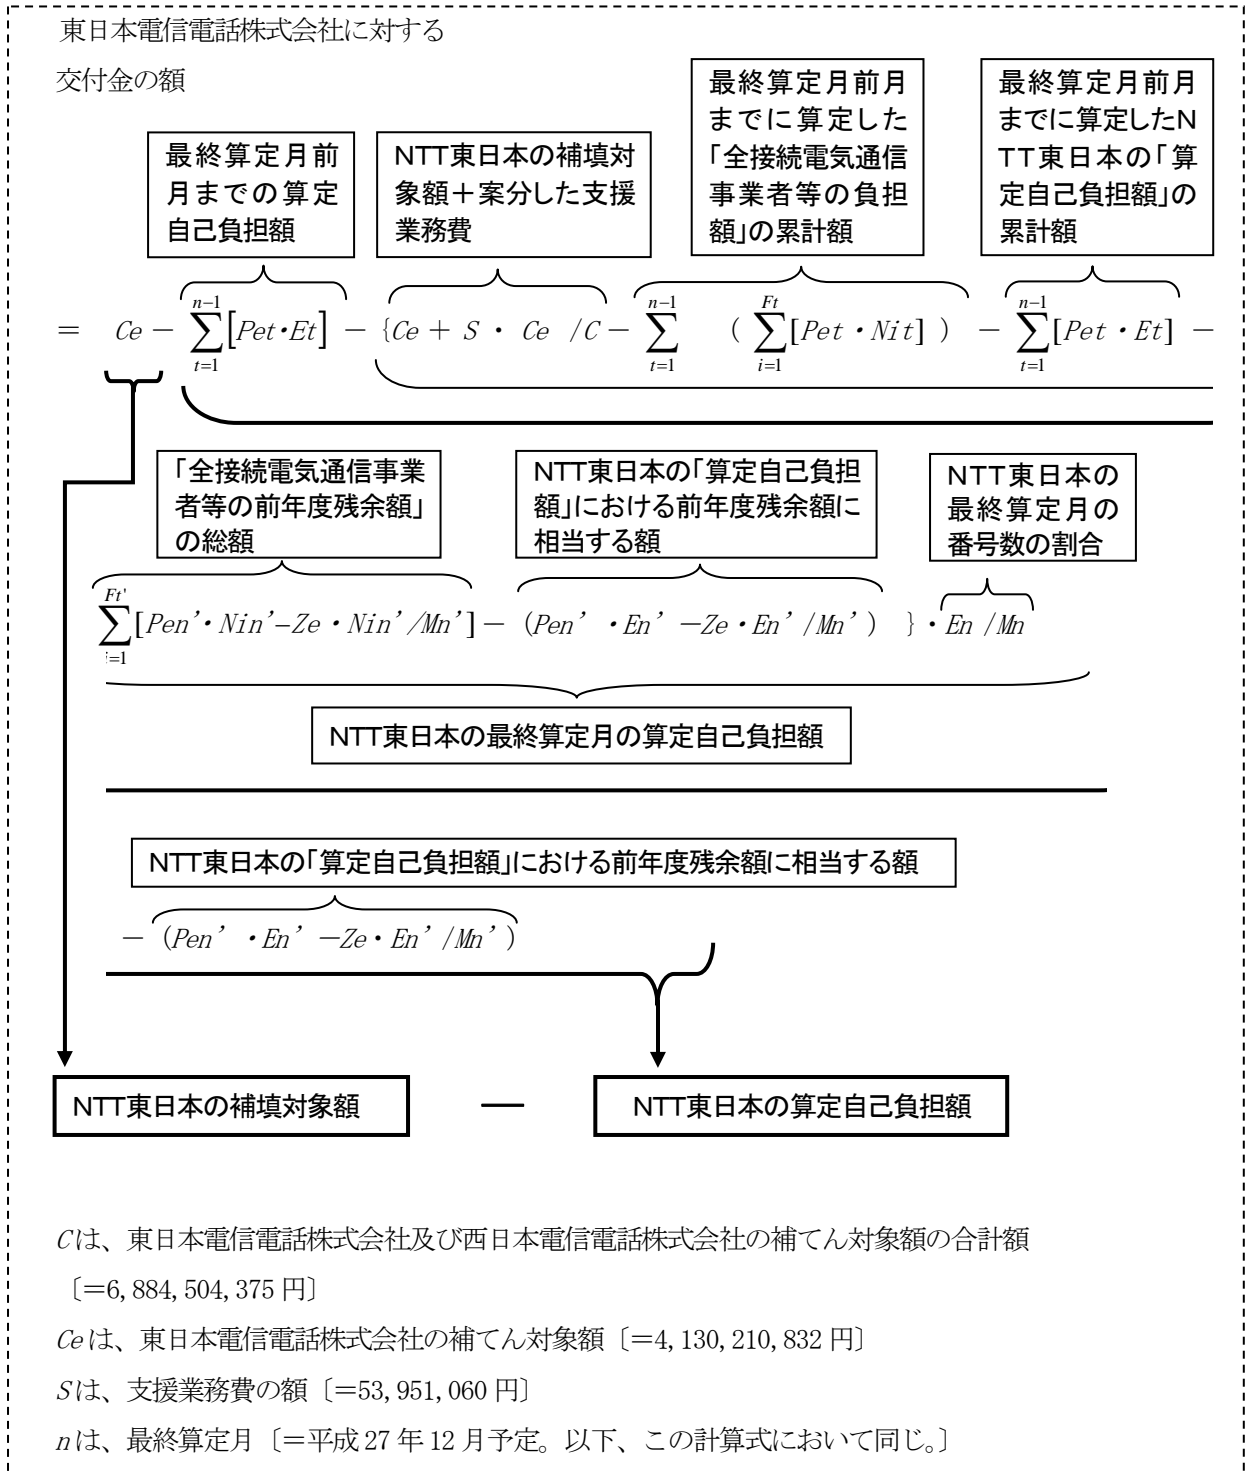 東日本電信電話株式会社に対する
交付金の額
最終算定月前
月までの算定
自己負担額
NTT東日本の補填対
象額＋案分した支援
業務費
最終算定月前月
までに算定した
「全接続電気通信
事業者等の負担
額」の累計額
最終算定月前月
までに算定したN
TT東日本の「算
定自己負担額」の
累計額
＝ Ce − \sum_{t=1}^{n−1} [Pet・Et] − {Ce + S・Ce /C − \sum_{t=1}^{n−1} （ \sum_{i=1}^{Ft} [Pet・Nit] ） − \sum_{t=1}^{n−1} [Pet・Et] −
「全接続電気通信事業
者等の前年度残余額」
の総額
NTT東日本の「算定自己負担
額」における前年度残余額に
相当する額
NTT東日本の
最終算定月の
番号数の割合
\sum_{i=1}^{Ft'} [Pen’・Nin’−Ze・Nin’/Mn’]− （Pen’・En’−Ze・En’/Mn’） }・En /Mn
NTT東日本の最終算定月の算定自己負担額
NTT東日本の「算定自己負担額」における前年度残余額に相当する額
− （Pen’・En’−Ze・En’/Mn’）
NTT東日本の補填対象額 — NTT東日本の算定自己負担額
Cは、東日本電信電話株式会社及び西日本電信電話株式会社の補てん対象額の合計額
〔＝6,884,504,375 円〕
Ceは、東日本電信電話株式会社の補てん対象額〔＝4,130,210,832 円〕
Sは、支援業務費の額〔＝53,951,060 円〕
nは、最終算定月〔＝平成 27 年 12 月予定。以下、この計算式において同じ。〕